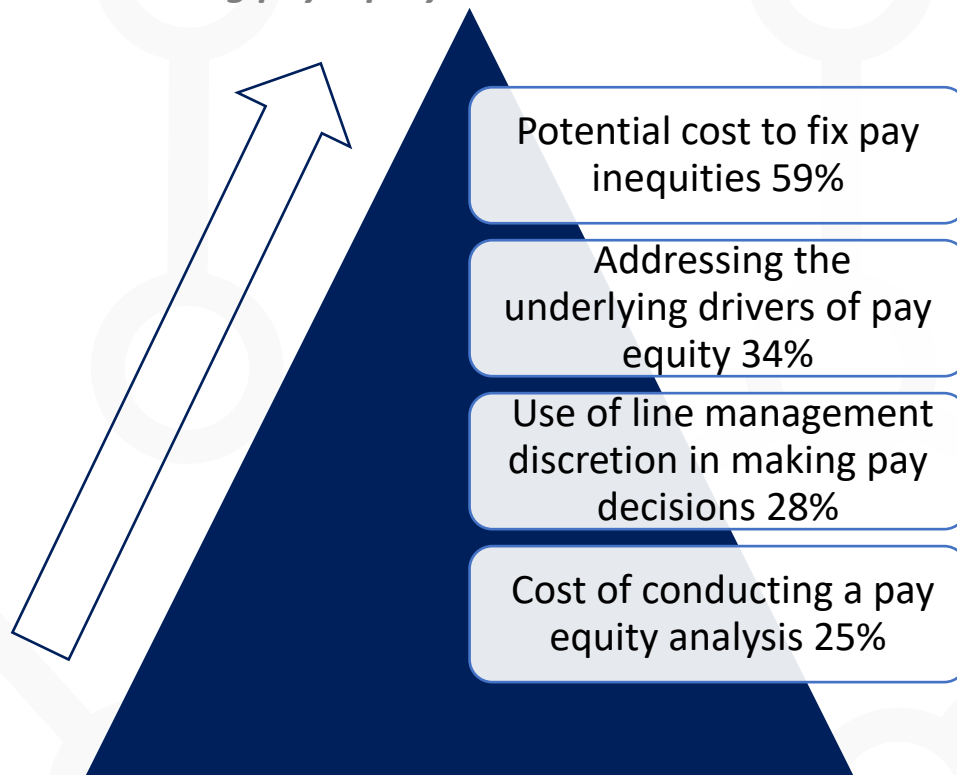 Potential cost to fix pay
inequities 59%
Addressing the
underlying drivers of pay
equity 34%
Use of line management
discretion in making pay
decisions 28%
Cost of conducting a pay
equity analysis 25%